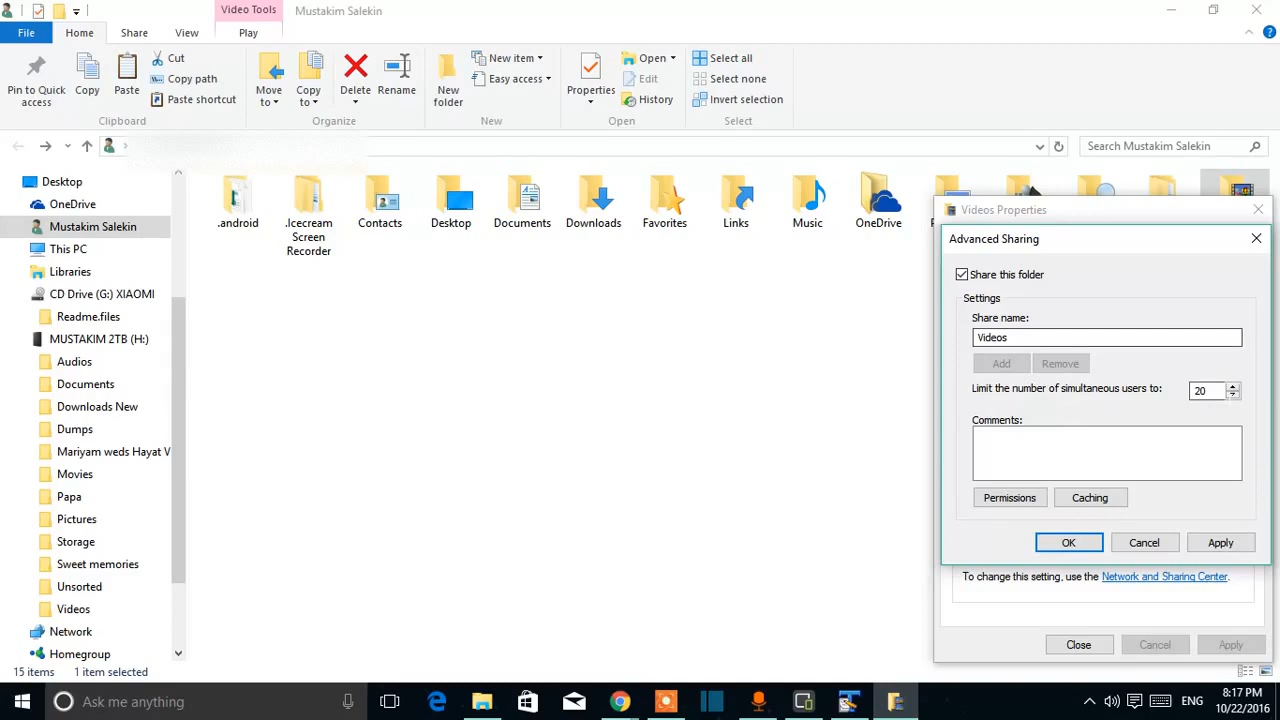 Video Tools
Mustakim Salekin
File
Home
Share
View
Play
Pin to Quick
access
Copy
Paste
Cut
Copy path
Paste shortcut
Clipboard
Move
to
Copy
to
Delete
Rename
Organize
New
folder
New item
Easy access
New
Properties
Open
Edit
History
Open
Select all
Select none
Invert selection
Select
Search Mustakim Salekin
Desktop
OneDrive
Mustakim Salekin
This PC
Libraries
CD Drive (G:) XIAOMI
Readme.files
MUSTAKIM 2TB (H:)
Audios
Documents
Downloads New
Dumps
Mariyam weds Hayat V
Movies
Papa
Pictures
Storage
Sweet memories
Unsorted
Videos
Network
Homegroup
.android
.Icecream
Screen
Recorder
Contacts
Desktop
Documents
Downloads
Favorites
Links
Music
OneDrive
Videos Properties
Advanced Sharing
Share this folder
Settings
Share name:
Videos
Add
Remove
Limit the number of simultaneous users to:
20
Comments:
Permissions
Caching
OK
Cancel
Apply
To change this setting, use the Network and Sharing Center.
Close
Cancel
Apply
15 items
1 item selected
Ask me anything
ENG
8:17 PM
10/22/2016